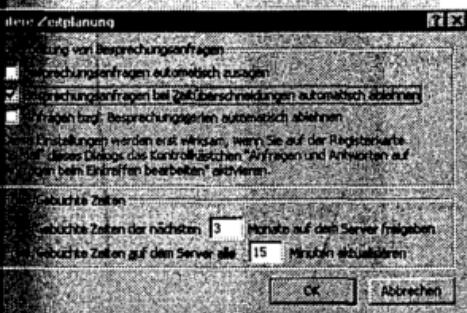 Zeitplanung
von Besprechungsanfragen
Besprechungsanfragen automatisch zusagen
Besprechungsanfragen bei Zeitüberschneidungen automatisch ablehnen
Anfragen bzgl. Besprechungsserien automatisch ablehnen
Einstellungen werden erst wirksam, wenn Sie auf der Registerkarte
dieses Dialogs das Kontrollkästchen "Anfragen und Antworten auf
beim Eintreffen bearbeiten" aktivieren.
Gebuchte Zeiten
Gebuchte Zeiten der nächsten 3 Monate auf dem Server freigeben
Gebuchte Zeiten auf dem Server alle 15 Minuten aktualisieren
OK Abbrechen